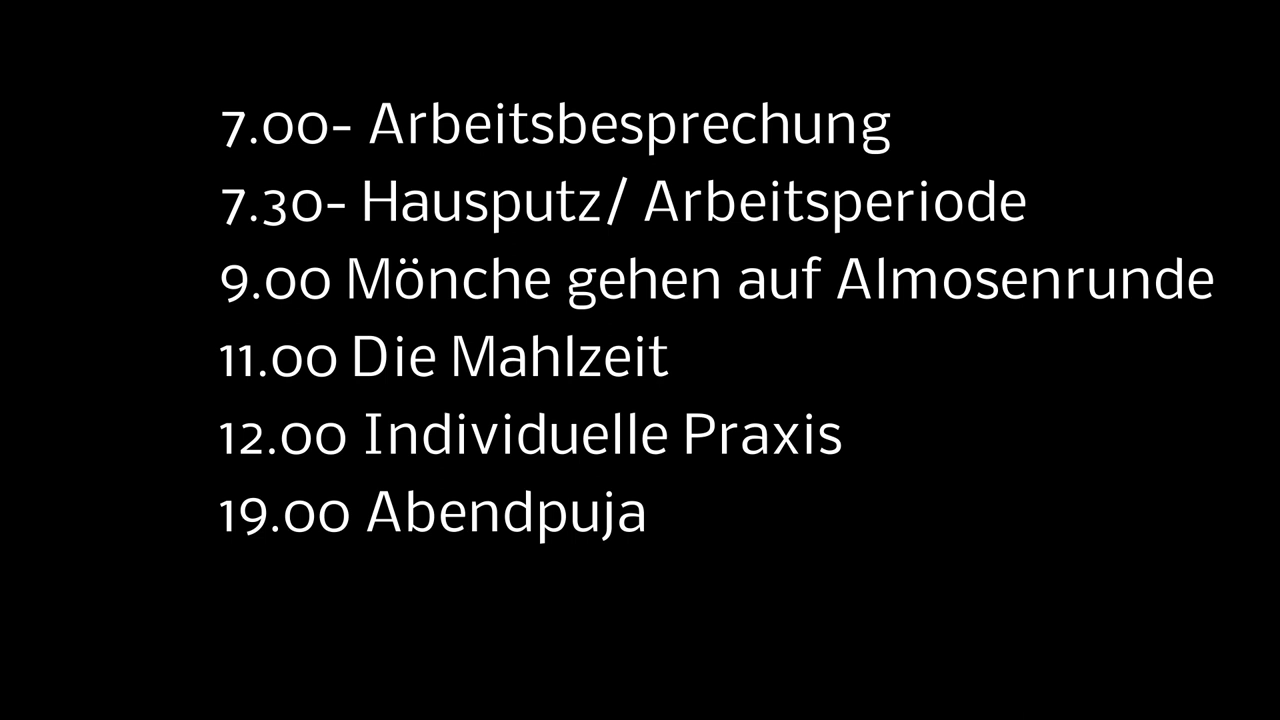 7.00- Arbeitsbesprechung
7.30- Hausputz/ Arbeitsperiode
9.00 Mönche gehen auf Almosenrunde
11.00 Die Mahlzeit
12.00 Individuelle Praxis
19.00 Abendpuja